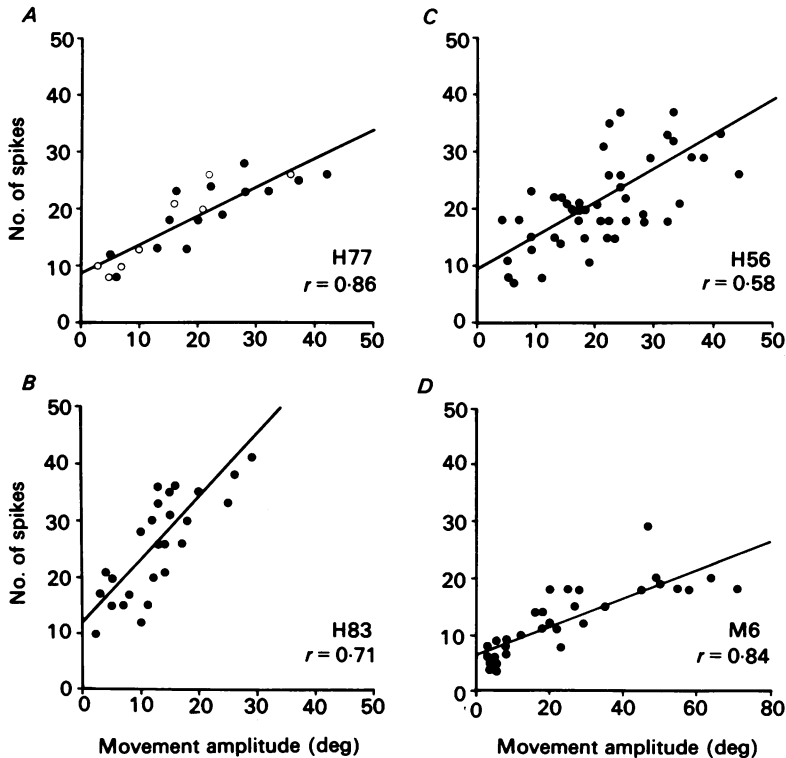 A
No. of spikes
50
40
30
20
10
0
0 10 20 30 40 50
H77
r = 0·86
C
50
40
30
20
10
0
0 10 20 30 40 50
H56
r = 0·58
B
No. of spikes
50
40
30
20
10
0
0 10 20 30 40 50
H83
r = 0·71
Movement amplitude (deg)
D
50
40
30
20
10
0
0 20 40 60 80
M6
r = 0·84
Movement amplitude (deg)